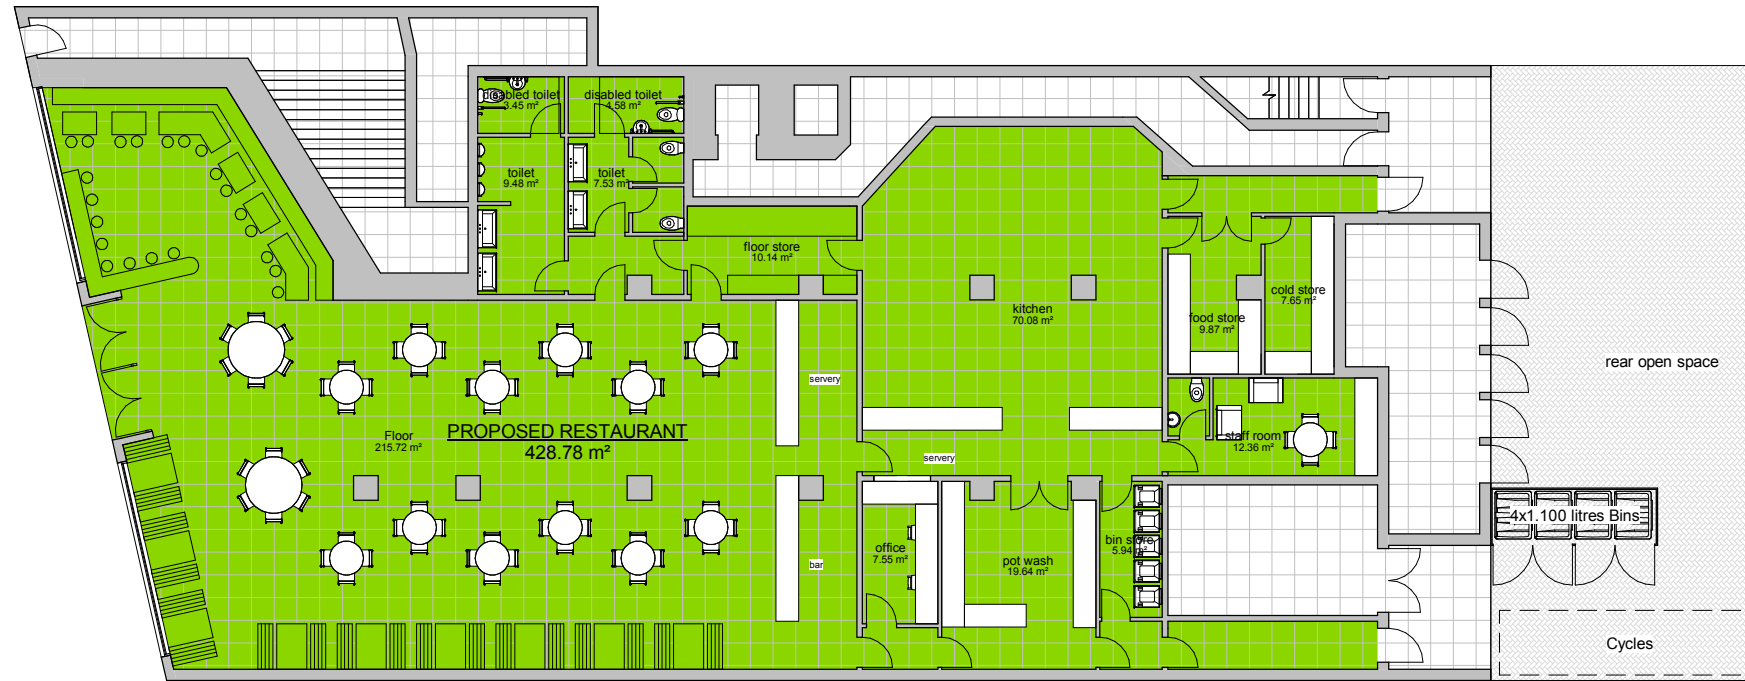 disabled toilet
3.45 m²
disabled toilet
4.58 m²
toilet
9.48 m²
toilet
7.53 m²
floor store
10.14 m²
kitchen
70.08 m²
cold store
7.65 m²
food store
9.87 m²
rear open space
servery
Floor
215.72 m²
PROPOSED RESTAURANT
428.78 m²
staff room
12.36 m²
servery
4x1.100 litres Bins
office
7.55 m²
bar
pot wash
19.64 m²
bin store
5.94 m²
Cycles